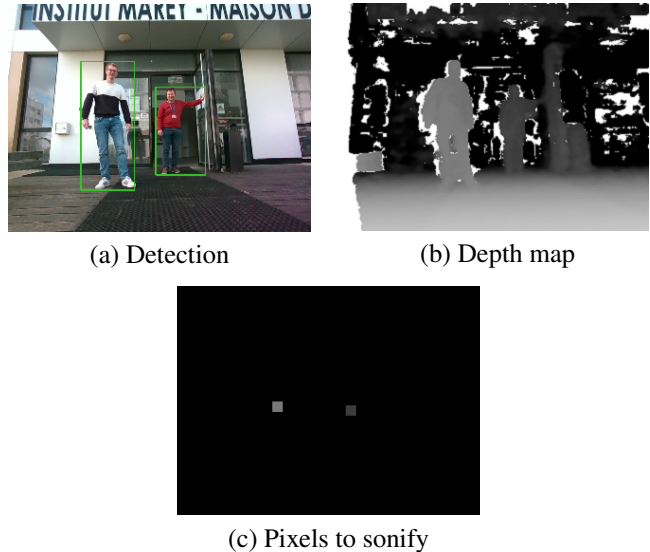 INSTITUT MAREY - MAISON D
(a) Detection
(b) Depth map
(c) Pixels to sonify